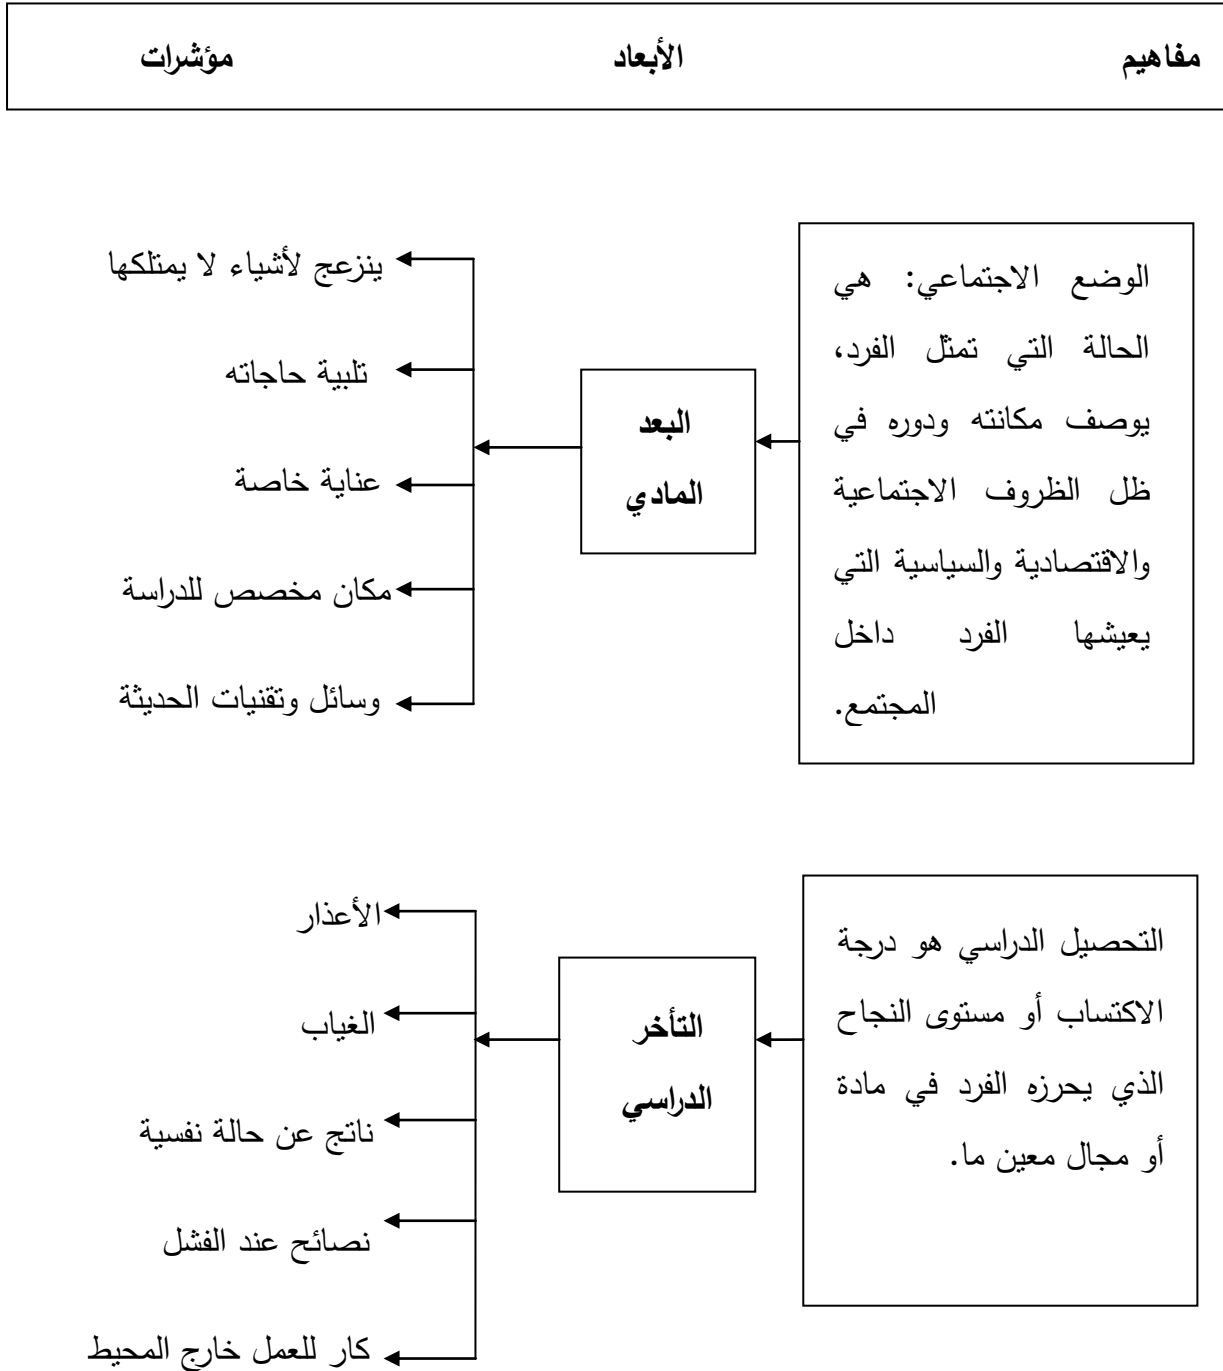 مفاهيم الأبعاد مؤشرات
الوضع الاجتماعي: هي
الحالة التي تمثل الفرد،
يوصف مكانته ودوره في
ظل الظروف الاجتماعية
والاقتصادية والسياسية التي
يعيشها الفرد داخل
المجتمع.
البعد
المادي
ينزعج لأشياء لا يمتلكها
تلبية حاجاته
عناية خاصة
مكان مخصص للدراسة
وسائل وتقنيات الحديثة
التحصيل الدراسي هو درجة
الاكتساب أو مستوى النجاح
الذي يحرزه الفرد في مادة
أو مجال معين ما.
التأخر
الدراسي
الأعذار
الغياب
ناتج عن حالة نفسية
نصائح عند الفشل
كار للعمل خارج المحيط